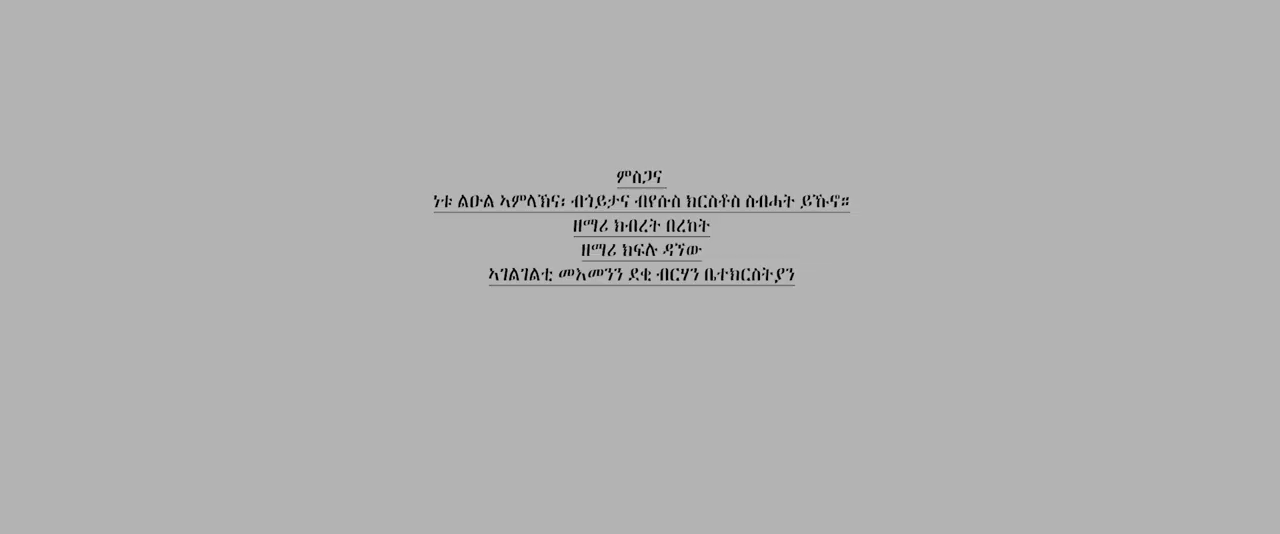 ምስጋና
ነቱ ልዑል ኣምላኽና፡ ብጎይታና ብየሱስ ክርስቶስ ስብሓት ይኹኖ።
ዘማሪ ክብረት በረከት
ዘማሪ ክፍሉ ዳኘው
ኣገልገልቲ መእመንን ደቂ ብርሃን ቤተክርስትያን